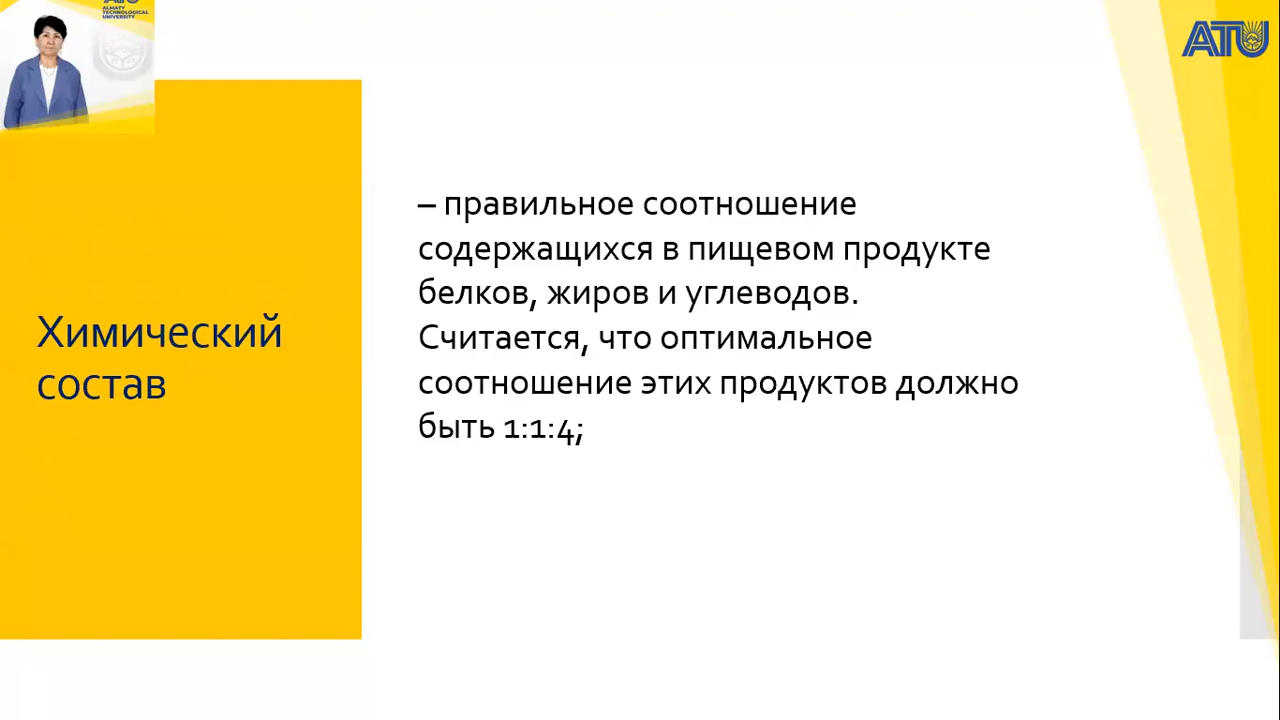 ALMATY
TECHNOLOGICAL
UNIVERSITY
ATU
Химический
состав
– правильное соотношение
содержащихся в пищевом продукте
белков, жиров и углеводов.
Считается, что оптимальное
соотношение этих продуктов должно
быть 1:1:4;